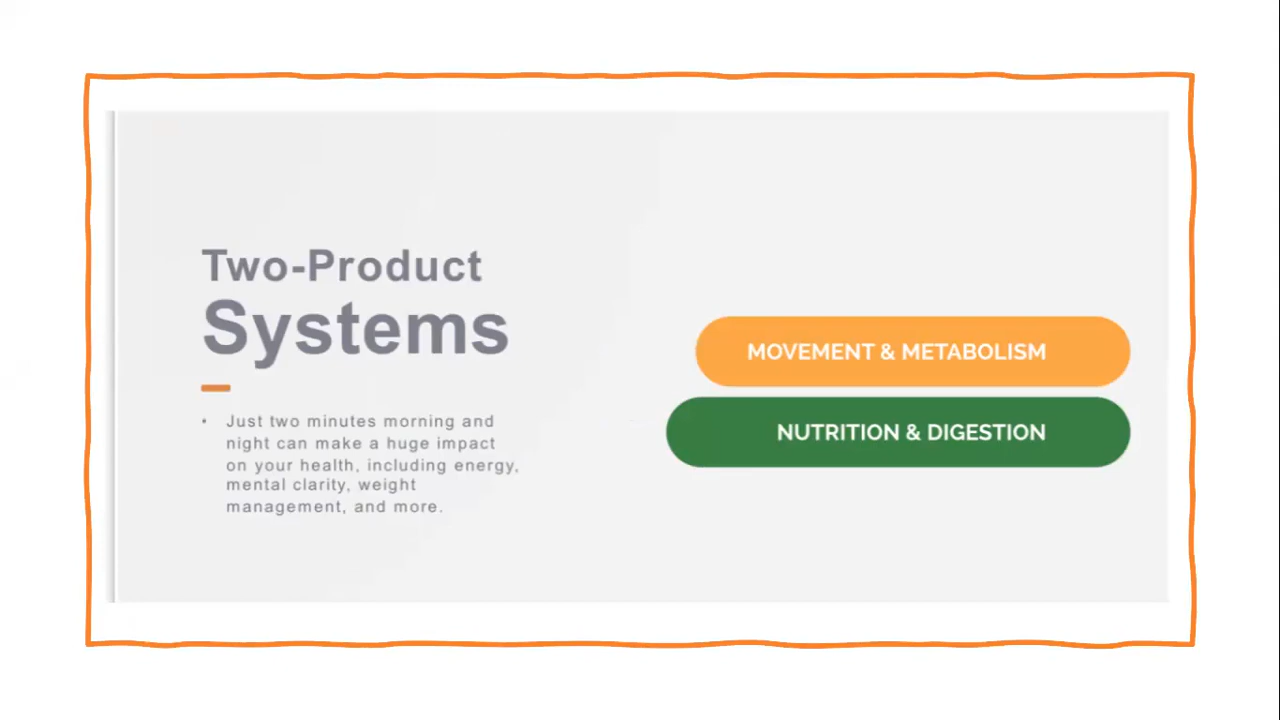 Two-Product
Systems
• Just two minutes morning and
night can make a huge impact
on your health, including energy,
mental clarity, weight
management, and more.
MOVEMENT & METABOLISM
NUTRITION & DIGESTION